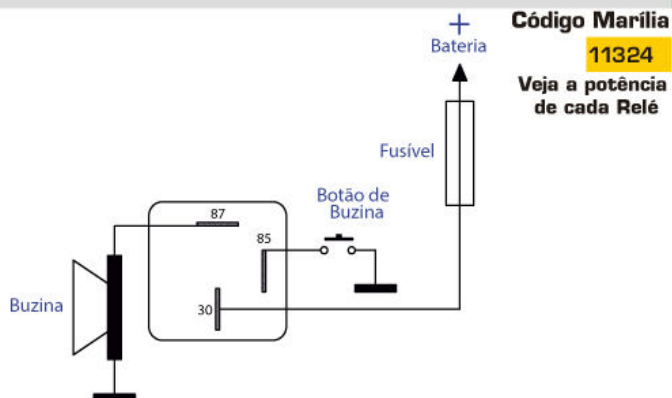 Código Marília
11324
Veja a potência
de cada Relé
+
Bateria
Fusível
Botão de
Buzina
87
85
30
Buzina